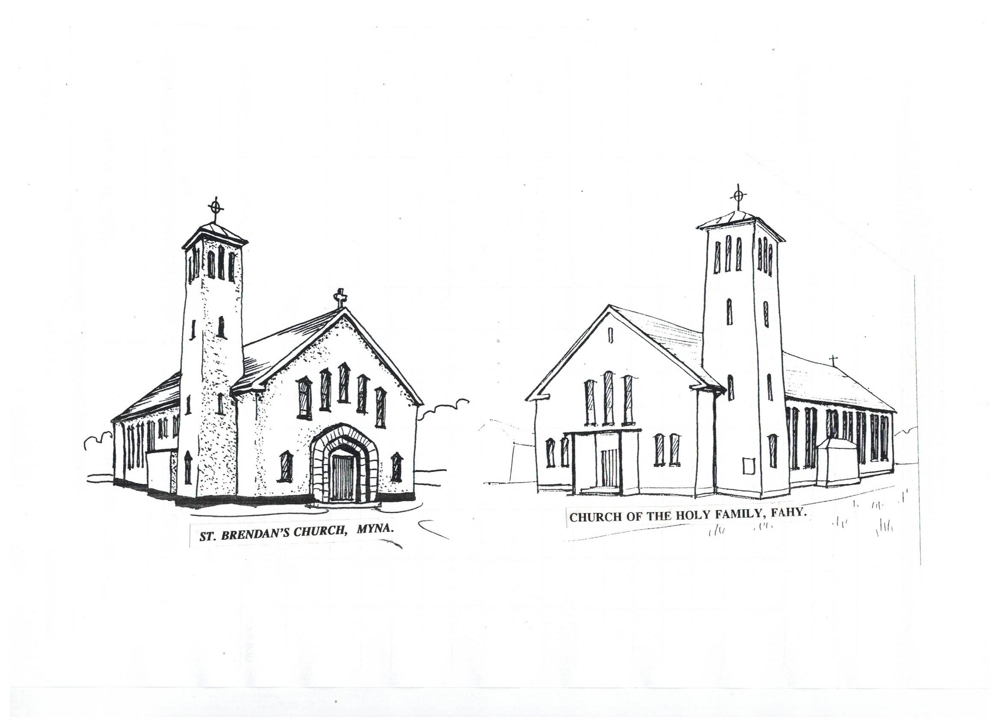 ST. BRENDAN'S CHURCH, MYNA.
CHURCH OF THE HOLY FAMILY, FAHY.